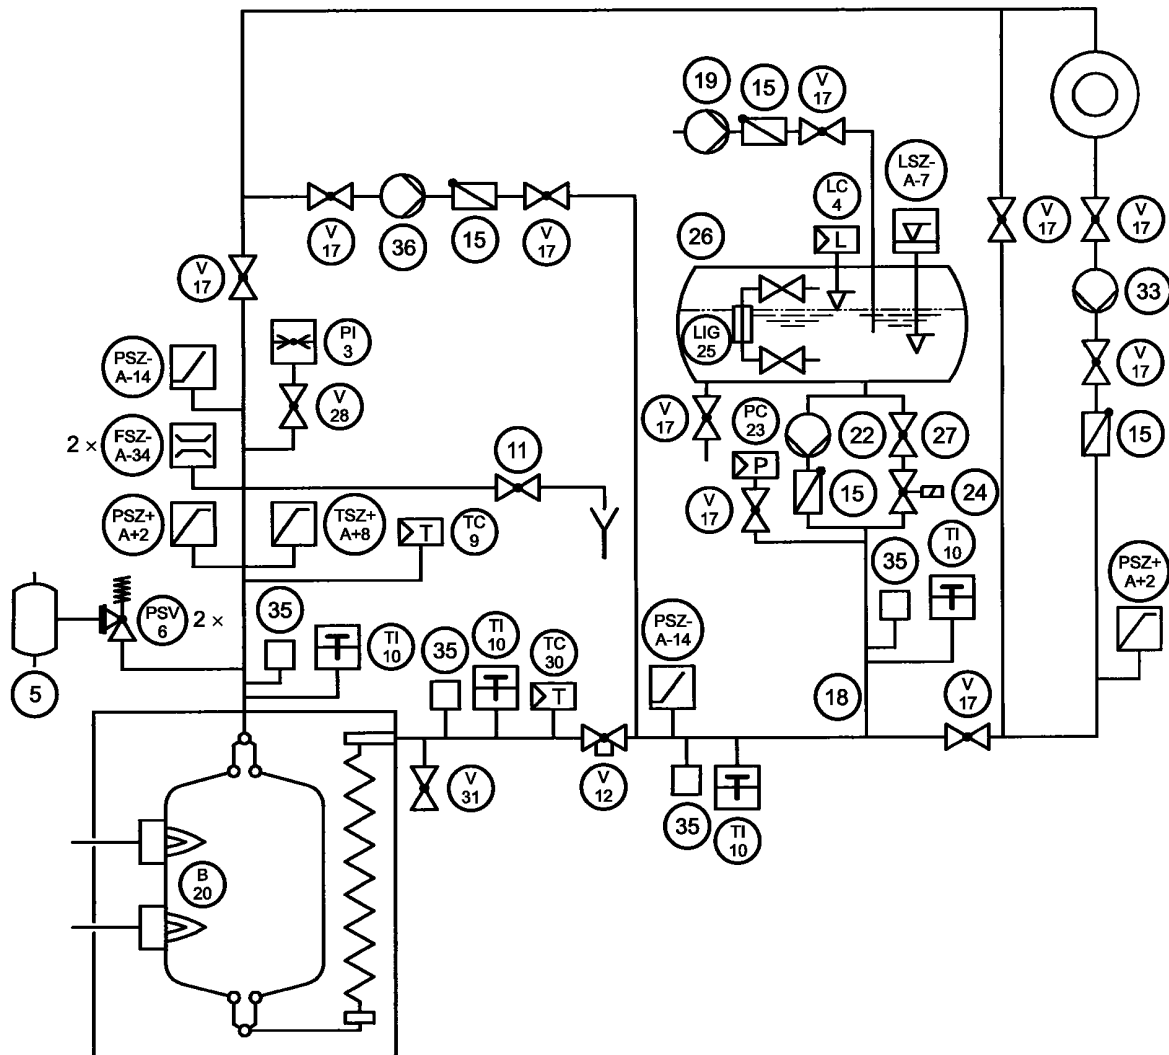 19
15
V
17
LSZ-
A-7
LC
4
L
V
17
36
15
V
17
26
V
17
V
17
V
17
33
PI
3
PSZ-
A-14
LIG
25
V
17
V
28
2 ×
FSZ-
A-34
11
V
17
PC
23
22
27
15
P
PSZ+
A+2
TSZ+
A+8
T
TC
9
V
17
15
24
35
TI
10
PSZ+
A+2
PSV
6
2 ×
35
T
TI
10
35
TI
10
TC
30
PSZ-
A-14
T
5
T
T
18
V
17
V
31
V
12
35
T
TI
10
B
20